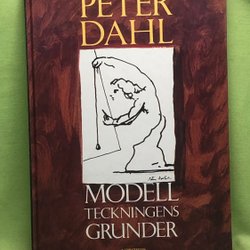 PETER
DAHL
MODELL
TECKNINGENS
GRUNDER